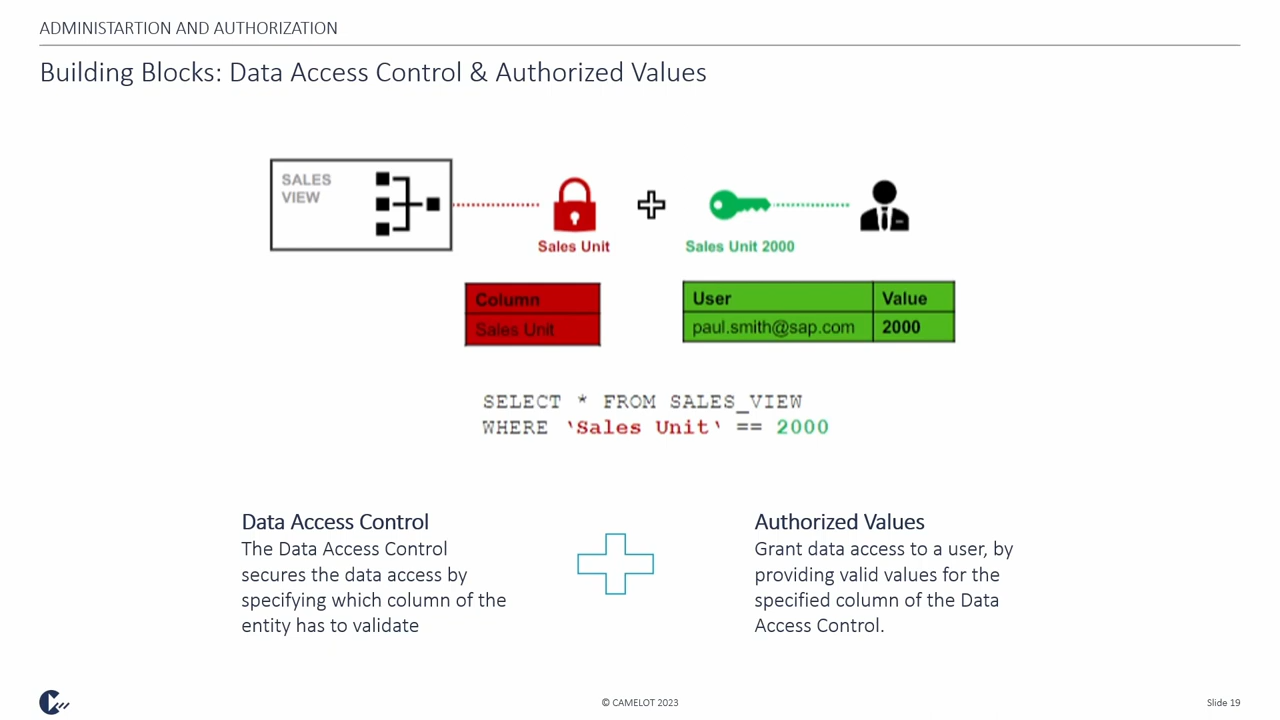 ADMINISTARTION AND AUTHORIZATION
Building Blocks: Data Access Control & Authorized Values
SALES
VIEW
Sales Unit
Sales Unit 2000
Column
Sales Unit
User Value
paul.smith@sap.com 2000
SELECT * FROM SALES_VIEW
WHERE 'Sales Unit' == 2000
Data Access Control
The Data Access Control
secures the data access by
specifying which column of the
entity has to validate
Authorized Values
Grant data access to a user, by
providing valid values for the
specified column of the Data
Access Control.
© CAMELOT 2023
Slide 19